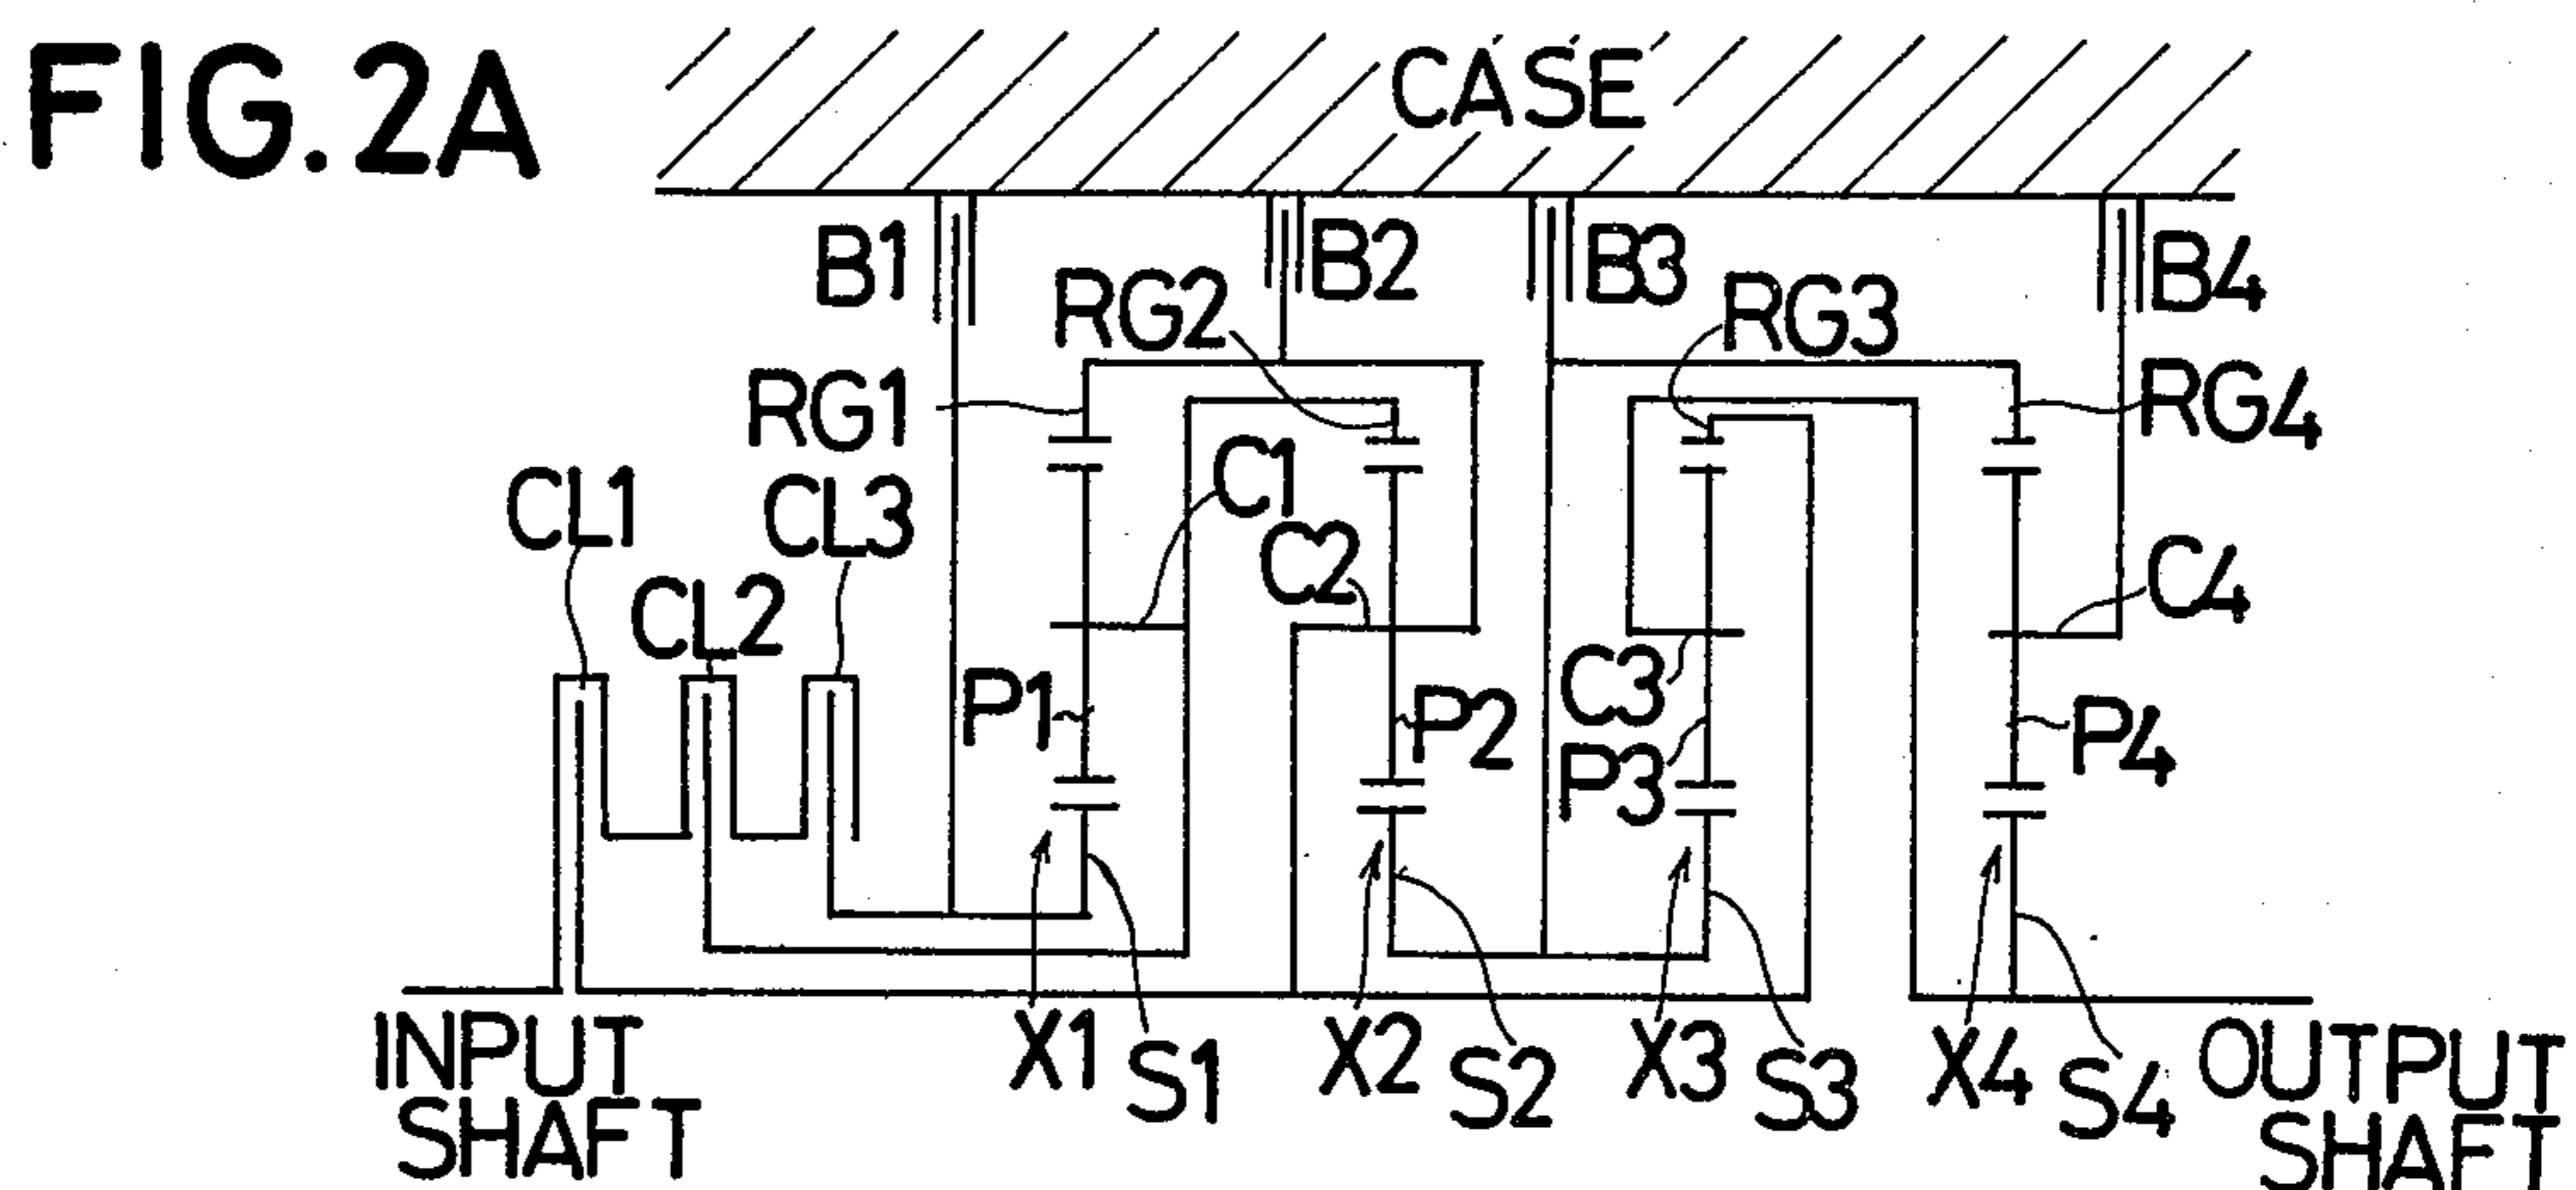 FIG.2A
CASE
B1
B2
B3
B4
RG2
RG3
RG1
RG4
CL1
CL3
C1
C2
C4
CL2
C3
P1
P2
P3
P4
X1
S1
X2
S2
X3
S3
X4
S4
INPUT
SHAFT
OUTPUT
SHAFT